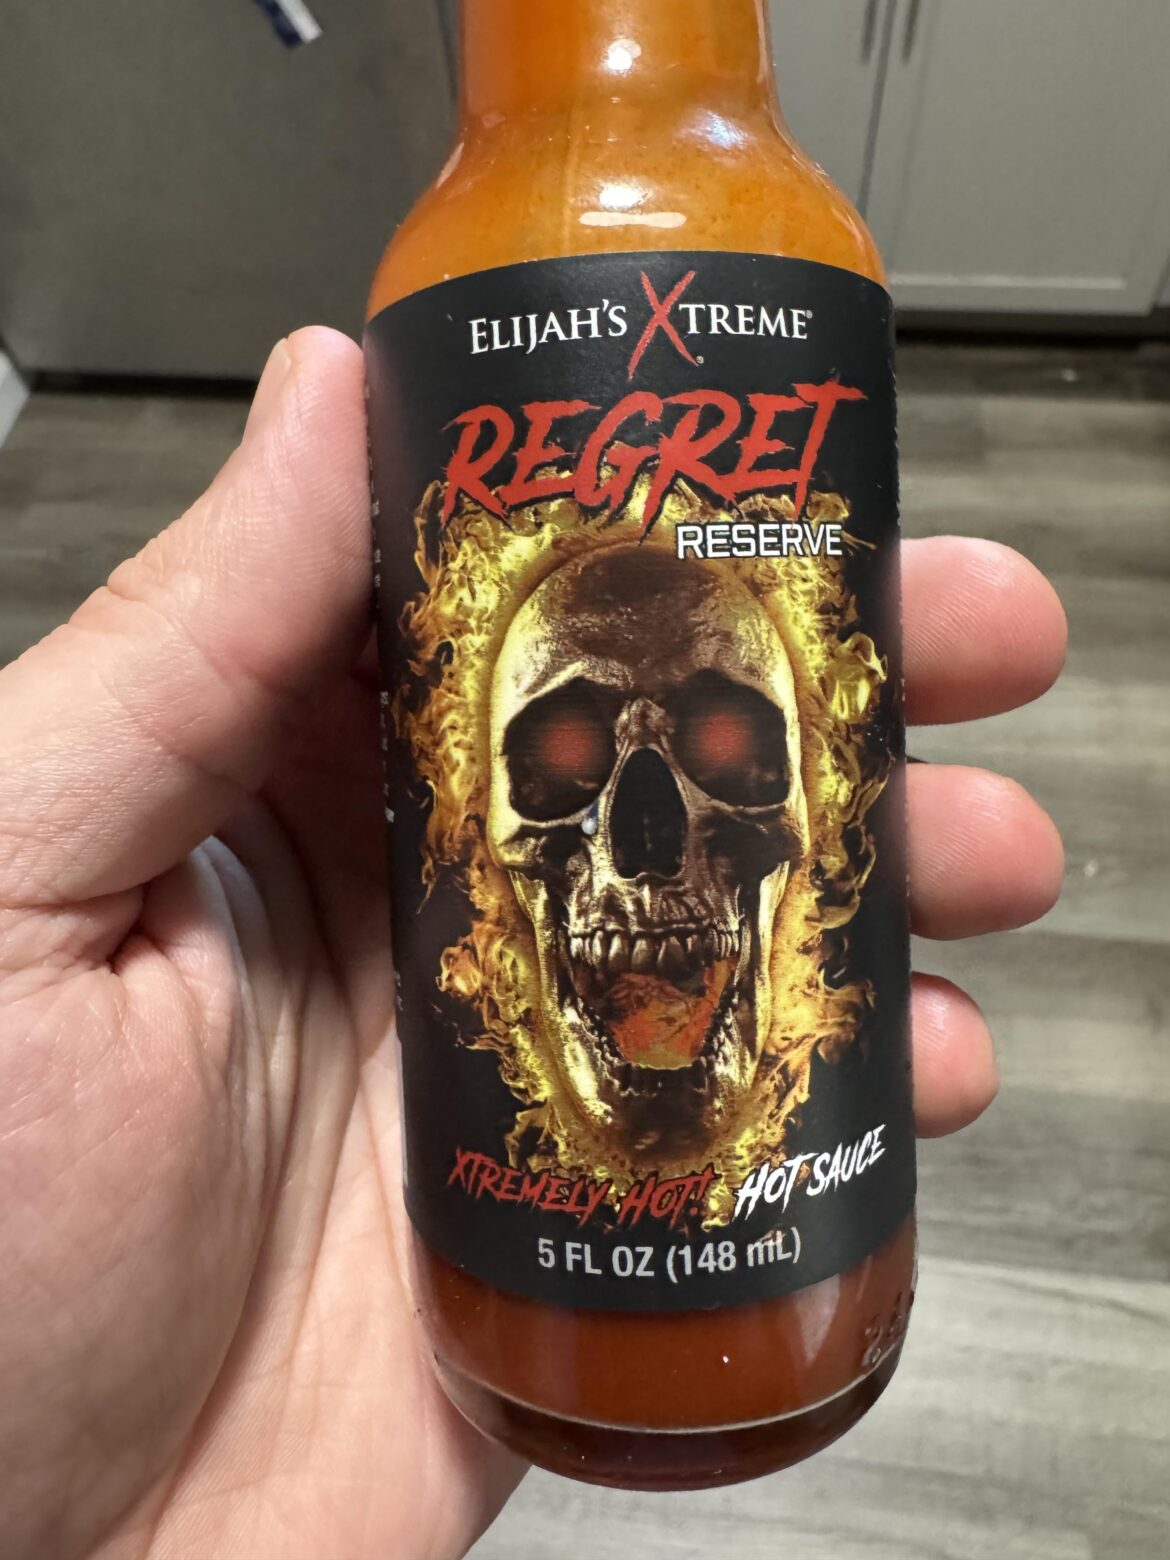 ELIJAH'S XTREME®
REGRET
RESERVE
XTREMELY HOT! HOT SAUCE
5 FL OZ (148 mL)